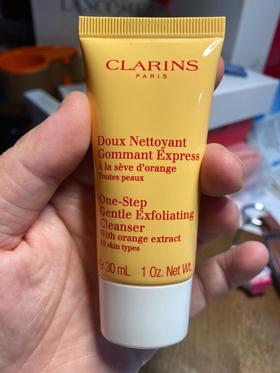 LANCÔME
CLARINS
PARIS
Doux Nettoyant
Gommant Express
À la sève d'orange
Toutes peaux
One-Step
Gentle Exfoliating
Cleanser
With orange extract
All skin types
℮ 30 mL 1 Oz. Net Wt.